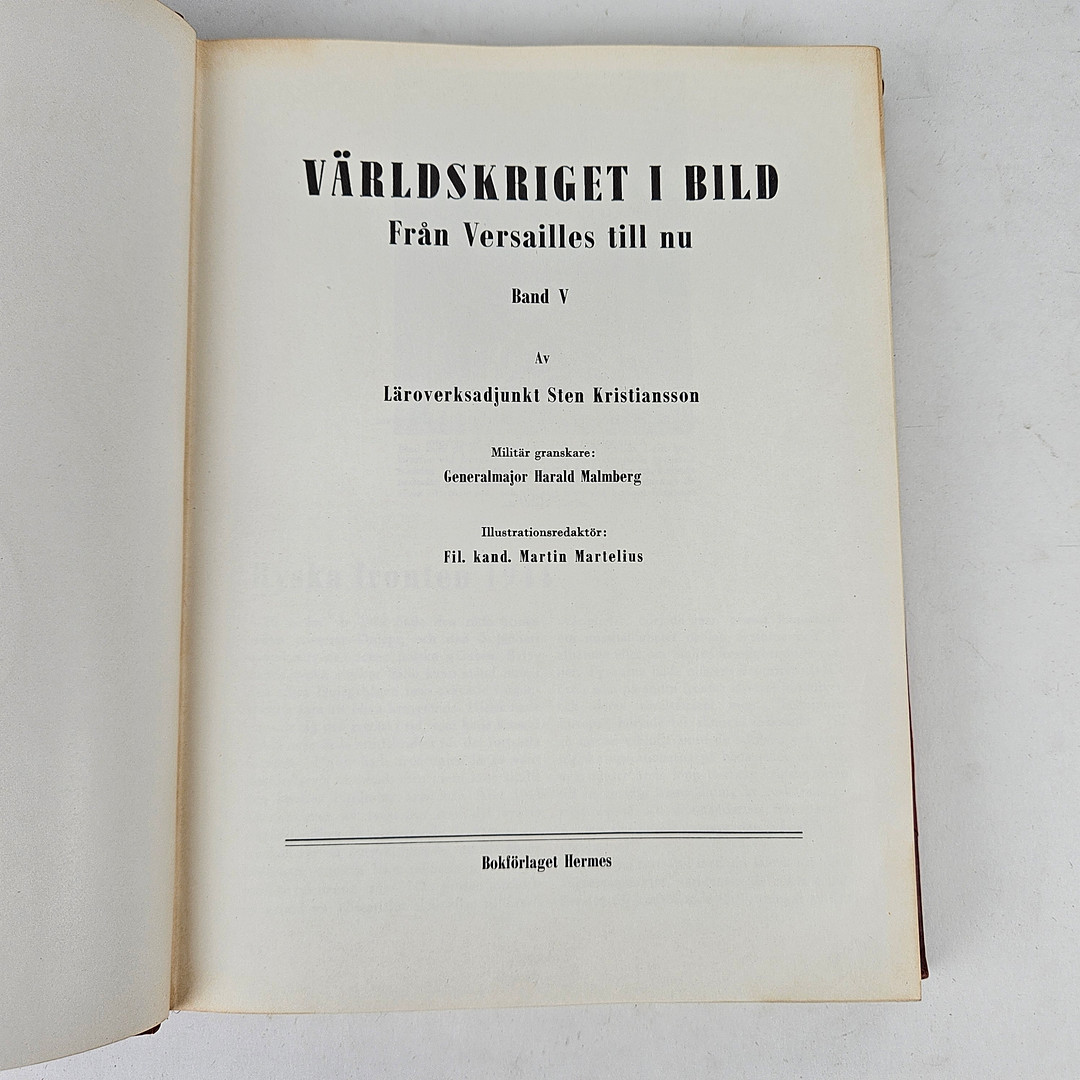 VÄRLDSKRIGET I BILD
Från Versailles till nu
Band V
Av
Läroverksadjunkt Sten Kristiansson
Militär granskare:
Generalmajor Harald Malmberg
Illustrationsredaktör:
Fil. kand. Martin Martelius
Bokförlaget Hermes